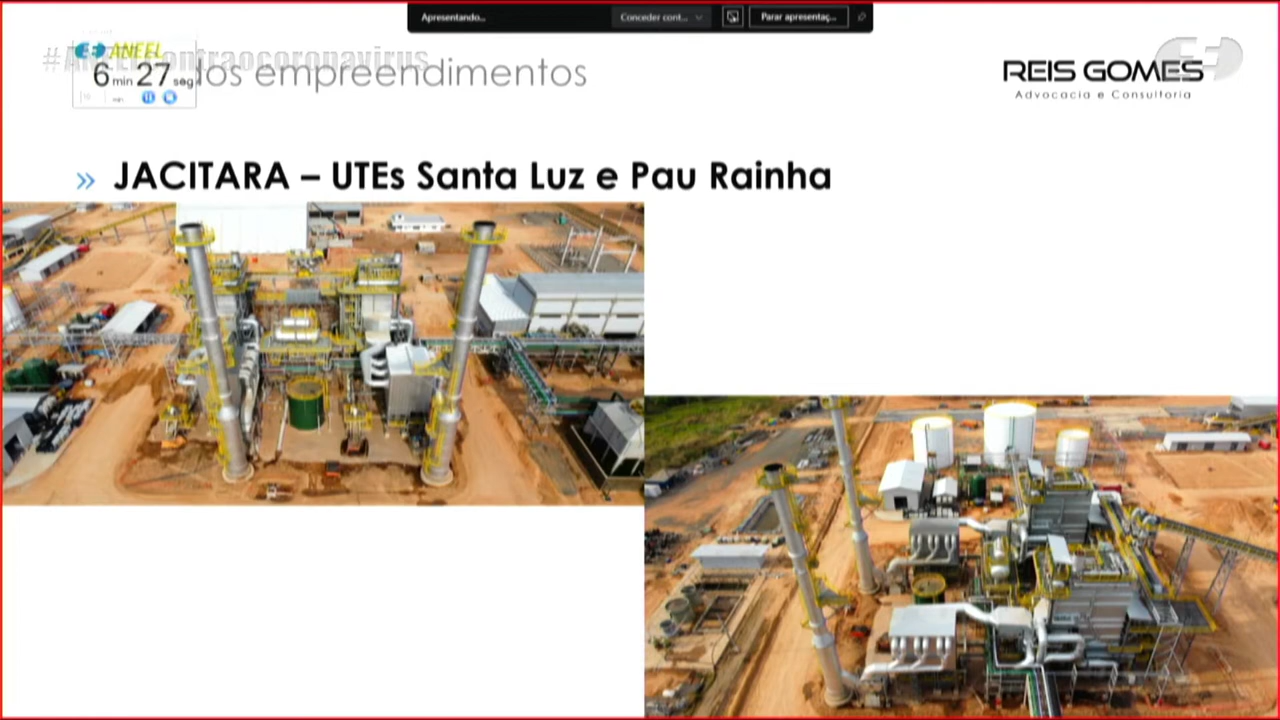 Apresentando...
Conceder cont...
Parar apresentaç...
#ANEELcontraocoronavirus
ANEEL
6 min 27 seg
dos empreendimentos
REIS GOMES
Advocacia e Consultoria
» JACITARA – UTEs Santa Luz e Pau Rainha